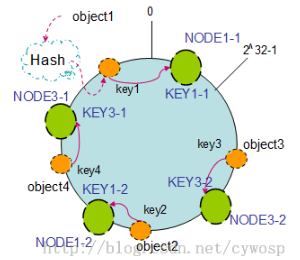 object1
0
NODE1-1
2^32-1
Hash
key1
KEY1-1
NODE3-1
KEY3-1
key3
object3
key4
KEY3-2
object4
KEY1-2
key2
NODE3-2
NODE1-2
object2
http://blog.csdn.net/cywosp